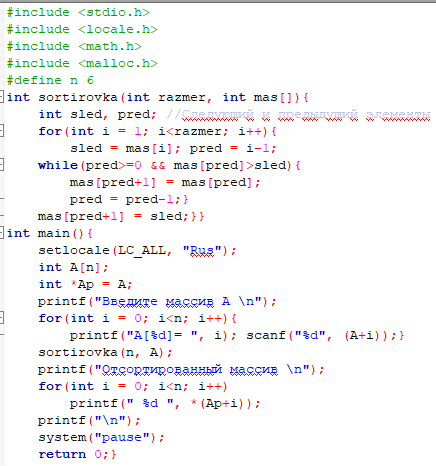 #include <stdio.h>
#include <locale.h>
#include <math.h>
#include <malloc.h>
#define n 6
int sortirovka(int razmer, int mas[]){
int sled, pred; //Следующий и предыдущий элементы
for(int i = 1; i<razmer; i++){
sled = mas[i]; pred = i-1;
while(pred>=0 && mas[pred]>sled){
mas[pred+1] = mas[pred];
pred = pred-1;}
mas[pred+1] = sled;}}
int main(){
setlocale(LC_ALL, "Rus");
int A[n];
int *Ap = A;
printf("Введите массив A \n");
for(int i = 0; i<n; i++){
printf("A[%d]= ", i); scanf("%d", (A+i));}
sortirovka(n, A);
printf("Отсортированный массив \n");
for(int i = 0; i<n; i++)
printf(" %d ", *(Ap+i));
printf("\n");
system("pause");
return 0;}